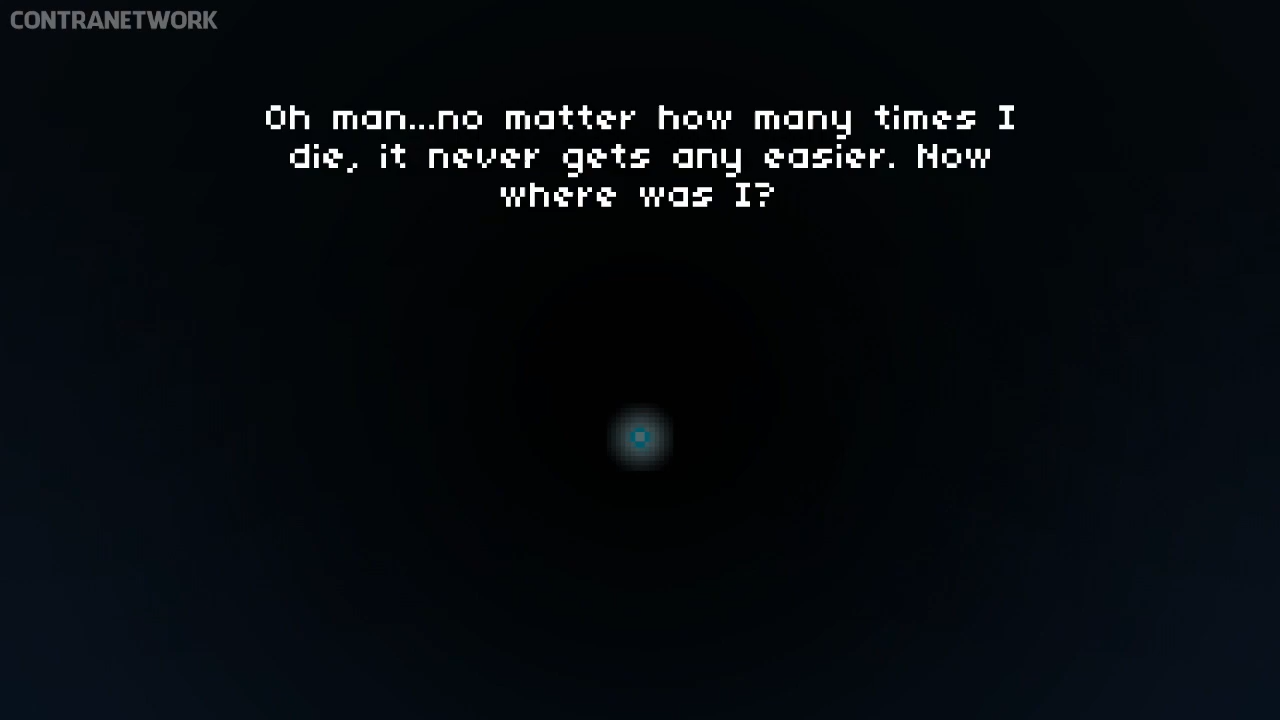 CONTRANETWORK
Oh man...no matter how many times I
die, it never gets any easier. Now
where was I?